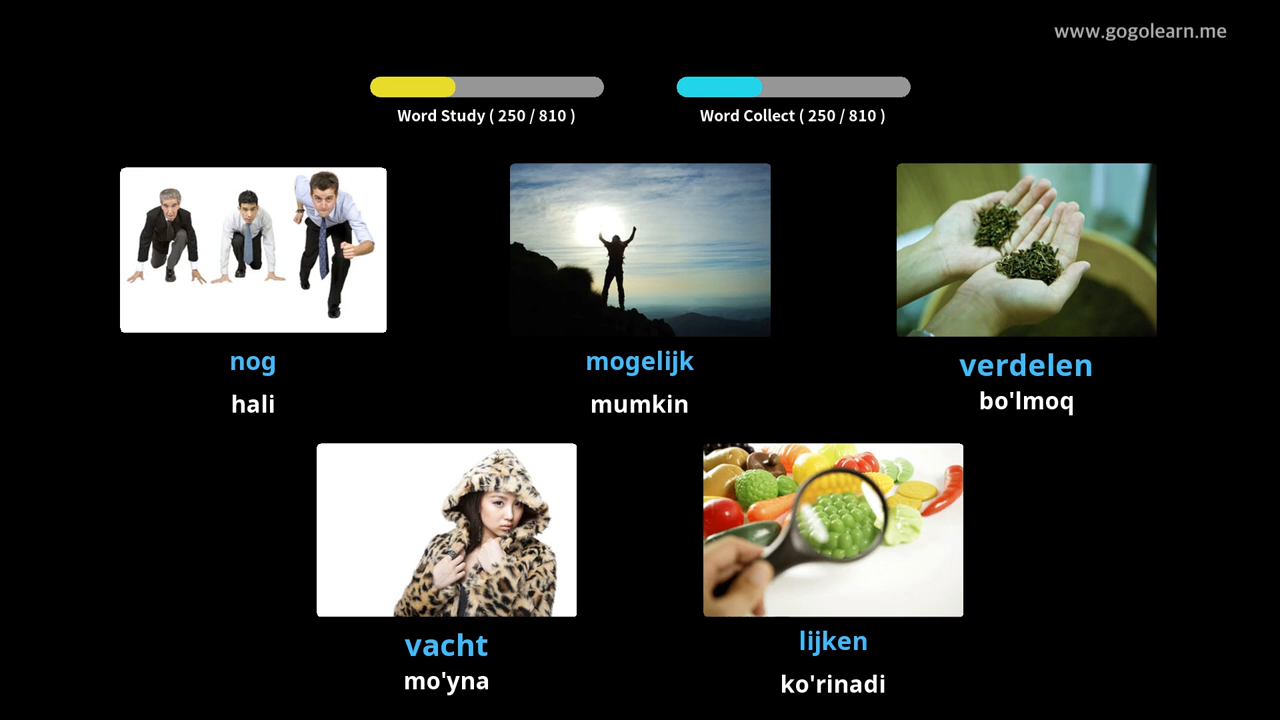 www.gogolearn.me
Word Study ( 250 / 810 )
Word Collect ( 250 / 810 )
nog
hali
mogelijk
mumkin
verdelen
bo'lmoq
vacht
mo'yna
lijken
ko'rinadi